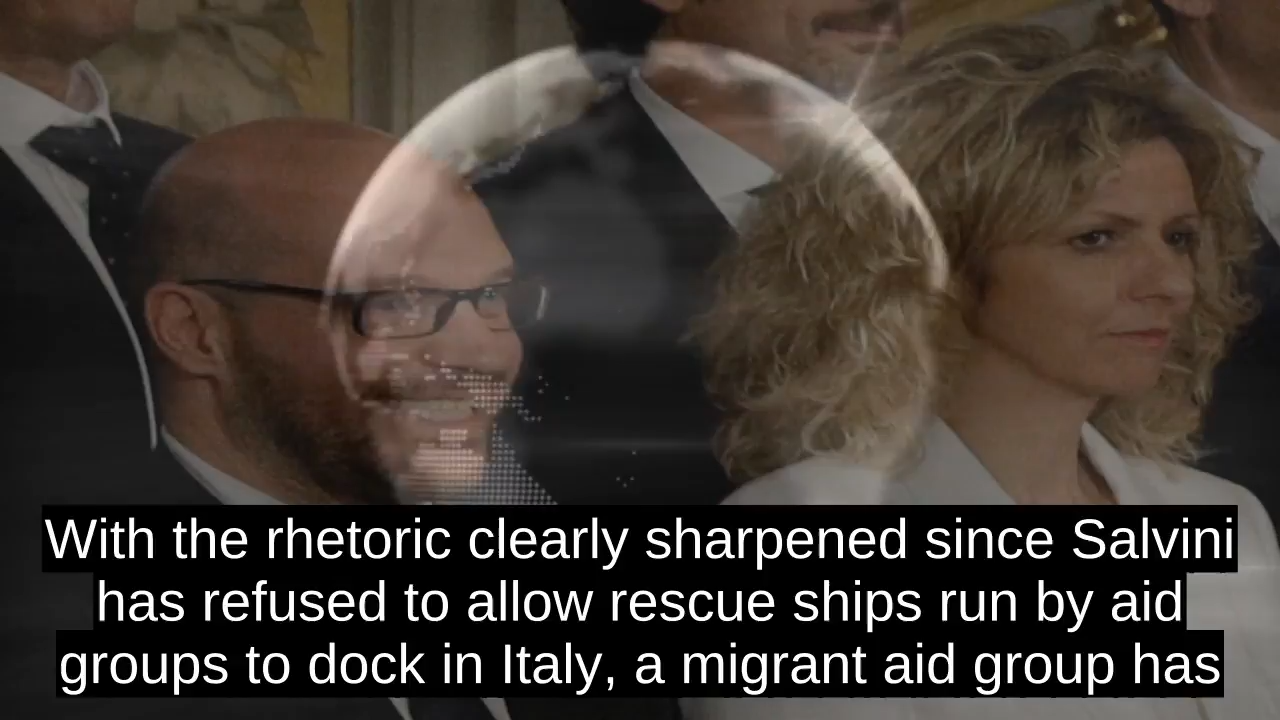 With the rhetoric clearly sharpened since Salvini
has refused to allow rescue ships run by aid
groups to dock in Italy, a migrant aid group has